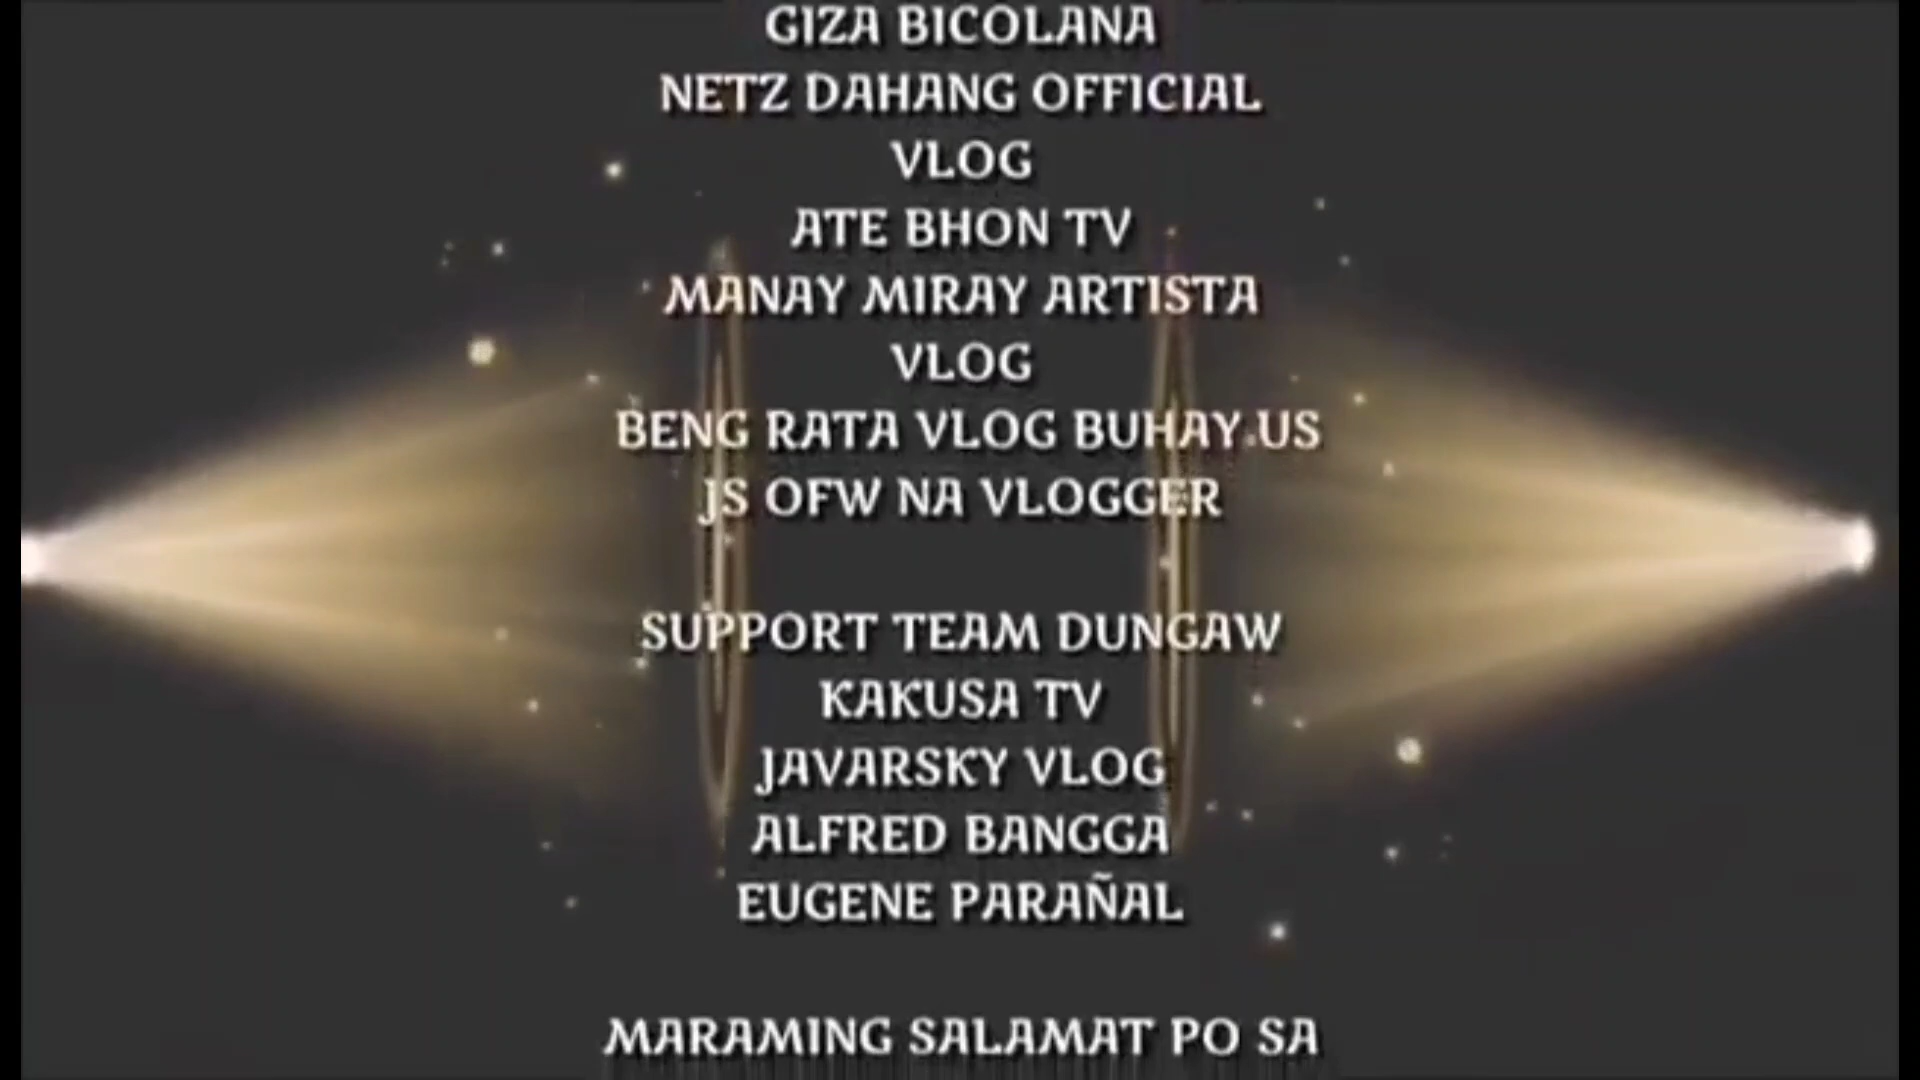 GIZA BICOLANA
NETZ DAHANG OFFICIAL
VLOG
ATE BHON TV
MANAY MIRAY ARTISTA
VLOG
BENG RATA VLOG BUHAY US
JS OFW NA VLOGGER
SUPPORT TEAM DUNGAW
KAKUSA TV
JAVARSKY VLOG
ALFRED BANGGA
EUGENE PARAÑAL
MARAMING SALAMAT PO SA